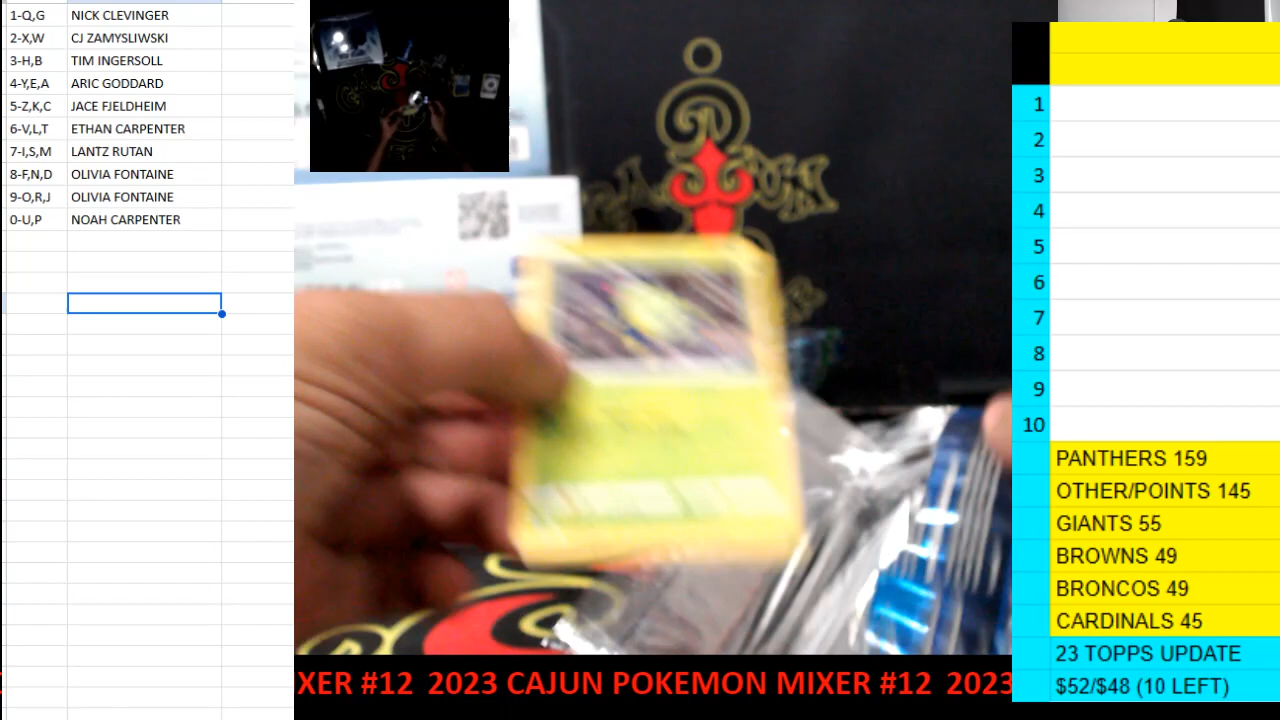 1-Q,G NICK CLEVINGER
2-X,W CJ ZAMYSLIWSKI
3-H,B TIM INGERSOLL
4-Y,E,A ARIC GODDARD
5-Z,K,C JACE FJELDHEIM
6-V,L,T ETHAN CARPENTER
7-I,S,M LANTZ RUTAN
8-F,N,D OLIVIA FONTAINE
9-O,R,J OLIVIA FONTAINE
0-U,P NOAH CARPENTER
1
2
3
4
5
6
7
8
9
10
PANTHERS 159
OTHER/POINTS 145
GIANTS 55
BROWNS 49
BRONCOS 49
CARDINALS 45
23 TOPPS UPDATE
$52/$48 (10 LEFT)
XER #12 2023 CAJUN POKEMON MIXER #12 2023